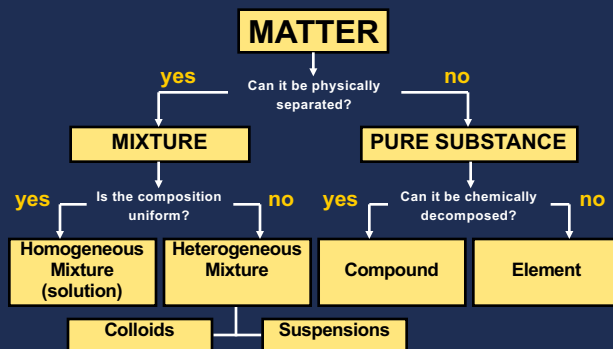 MATTER
yes
no
Can it be physically
separated?
MIXTURE
PURE SUBSTANCE
yes
Is the composition
uniform?
no
yes
Can it be chemically
decomposed?
no
Homogeneous
Mixture
(solution)
Heterogeneous
Mixture
Compound
Element
Colloids
Suspensions